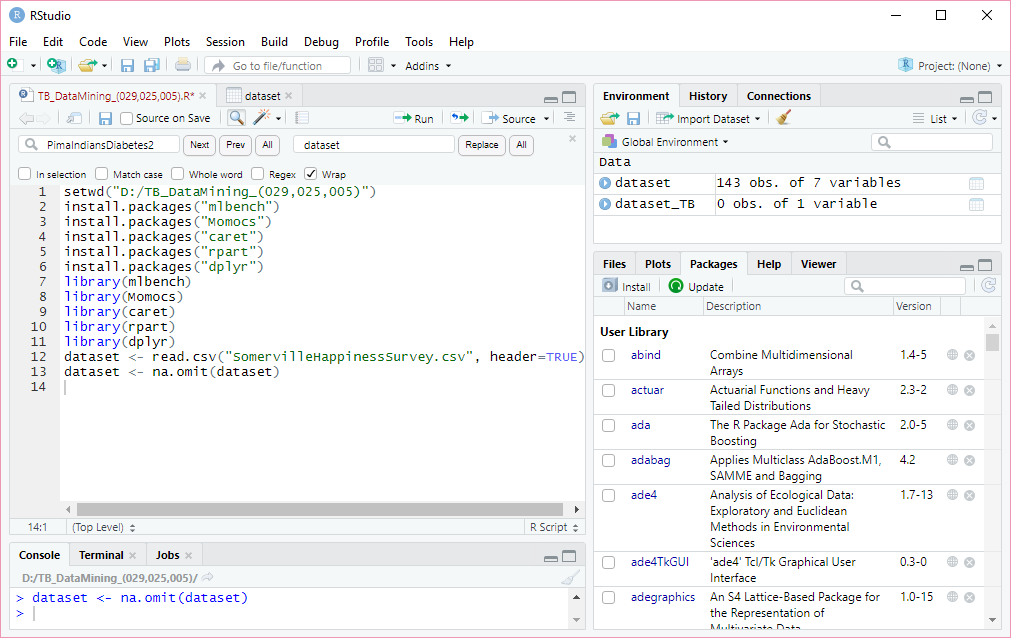 RStudio
File Edit Code View Plots Session Build Debug Profile Tools Help
Go to file/function Addins Project: (None)
TB_DataMining_(029,025,005).R* dataset
Source on Save Run Source
PimaIndiansDiabetes2 Next Prev All dataset Replace All
In selection Match case Whole word Regex Wrap
1 setwd("D:/TB_DataMining_(029,025,005)")
2 install.packages("mlbench")
3 install.packages("Momocs")
4 install.packages("caret")
5 install.packages("rpart")
6 install.packages("dplyr")
7 library(mlbench)
8 library(Momocs)
9 library(caret)
10 library(rpart)
11 library(dplyr)
12 dataset <- read.csv("SomervilleHappinessSurvey.csv", header=TRUE)
13 dataset <- na.omit(dataset)
14
14:1 (Top Level) R Script
Console Terminal Jobs
D:/TB_DataMining_(029,025,005)/
> dataset <- na.omit(dataset)
>
Environment History Connections
Import Dataset List
Global Environment
Data
dataset 143 obs. of 7 variables
dataset_TB 0 obs. of 1 variable
Files Plots Packages Help Viewer
Install Update
Name Description Version
User Library
abind Combine Multidimensional 1.4-5
Arrays
actuar Actuarial Functions and Heavy 2.3-2
Tailed Distributions
ada The R Package Ada for Stochastic 2.0-5
Boosting
adabag Applies Multiclass AdaBoost.M1, 4.2
SAMME and Bagging
ade4 Analysis of Ecological Data: 1.7-13
Exploratory and Euclidean
Methods in Environmental
Sciences
ade4TkGUI 'ade4' Tcl/Tk Graphical User 0.3-0
Interface
adegraphics An S4 Lattice-Based Package for 1.0-15
the Representation of
Multivariate Data